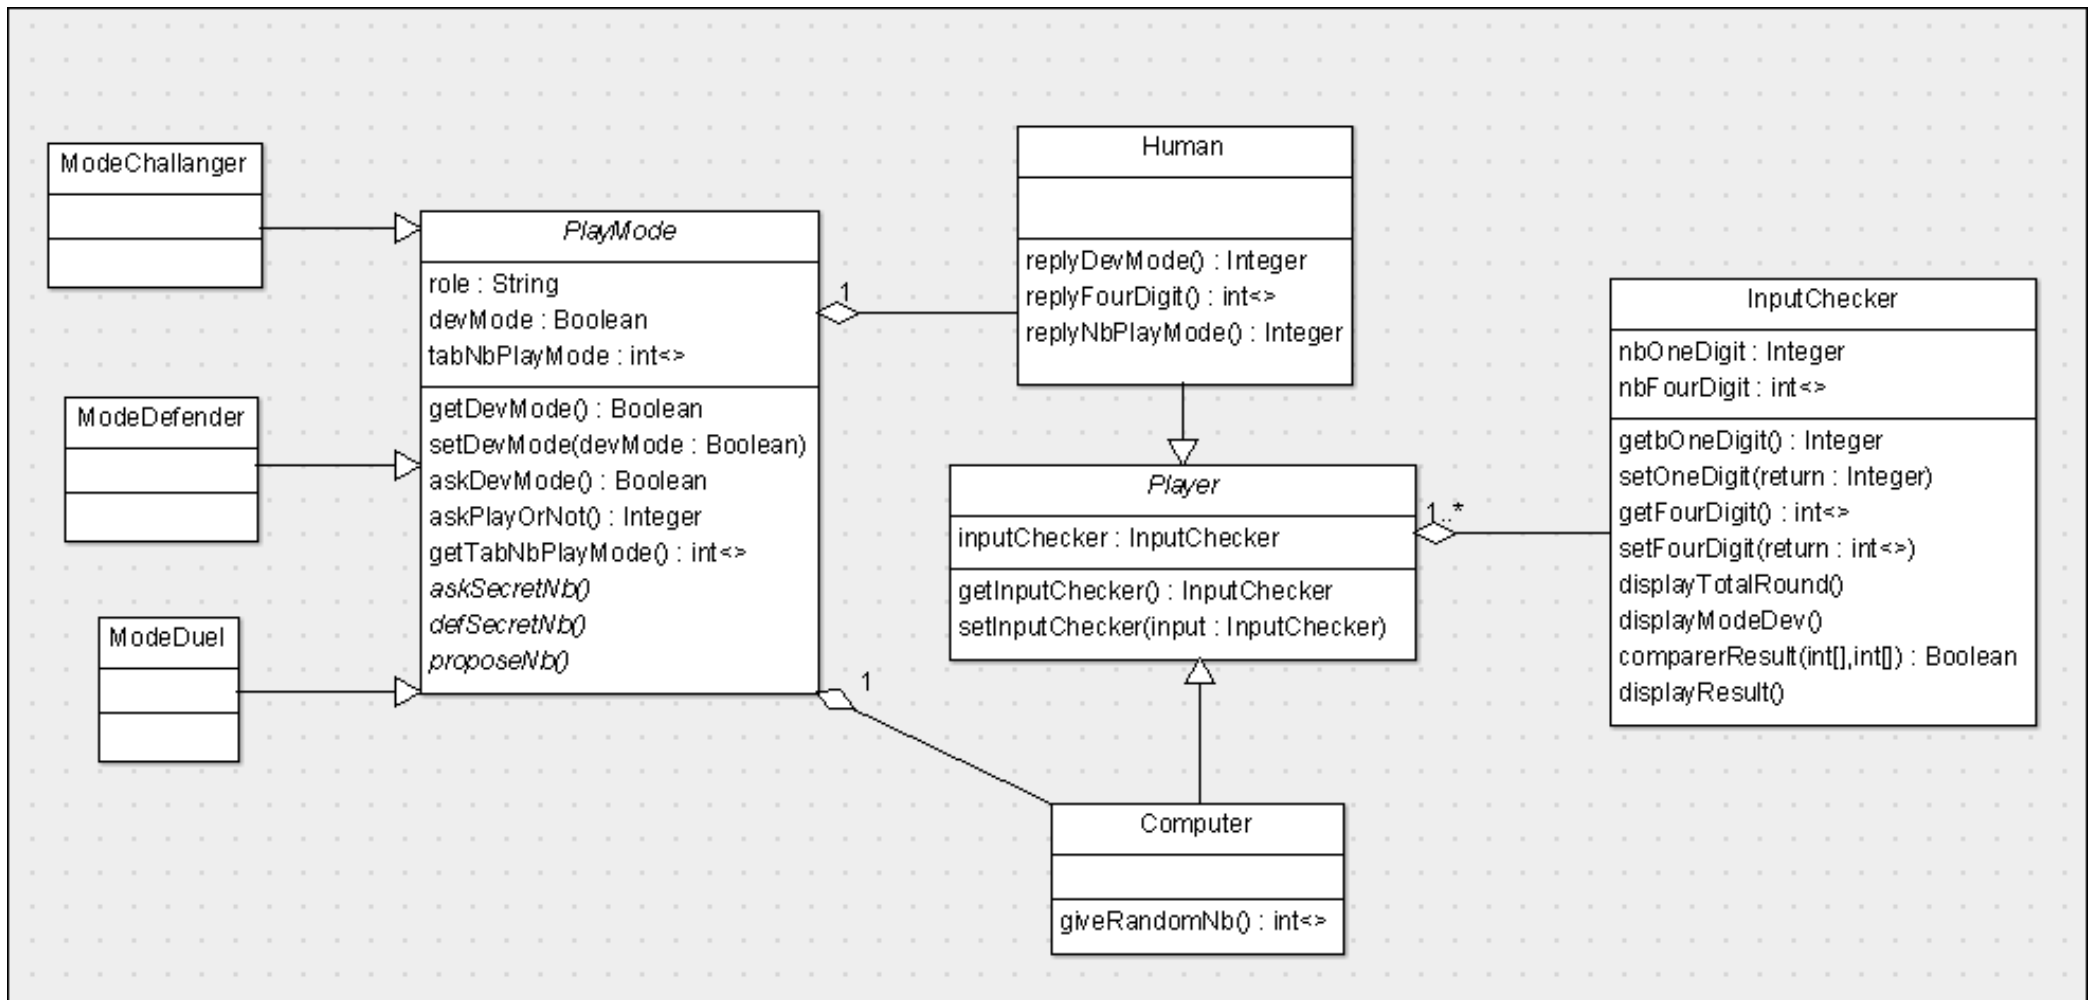 ModeChallanger
ModeDefender
ModeDuel
PlayMode
role : String
devMode : Boolean
tabNbPlayMode : int<>
getDevMode() : Boolean
setDevMode(devMode : Boolean)
askDevMode() : Boolean
askPlayOrNot() : Integer
getTabNbPlayMode() : int<>
askSecretNb()
defSecretNb()
proposeNb()
1
1
Human
replyDevMode() : Integer
replyFourDigit() : int<>
replyNbPlayMode() : Integer
Player
inputChecker : InputChecker
getInputChecker() : InputChecker
setInputChecker(input : InputChecker)
1..*
Computer
giveRandomNb() : int<>
InputChecker
nbOneDigit : Integer
nbFourDigit : int<>
getbOneDigit() : Integer
setOneDigit(return : Integer)
getFourDigit() : int<>
setFourDigit(return : int<>)
displayTotalRound()
displayModeDev()
comparerResult(int[],int[]) : Boolean
displayResult()